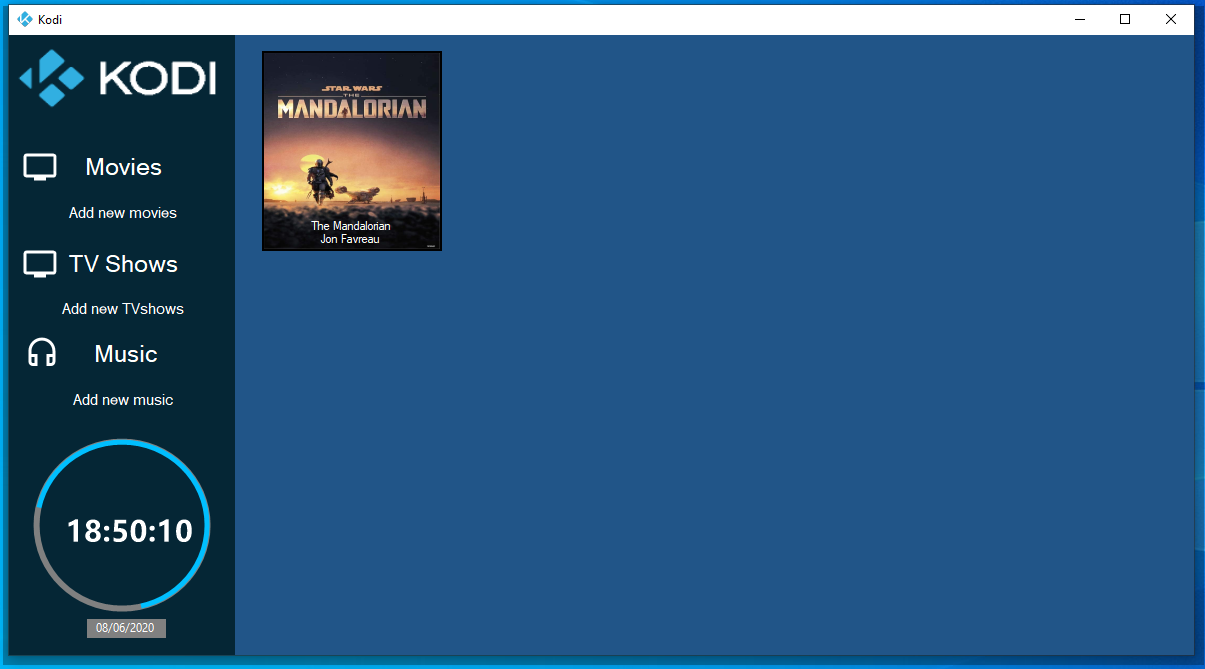 Kodi
KODI
Movies
Add new movies
TV Shows
Add new TVshows
Music
Add new music
18:50:10
08/06/2020
STAR WARS
THE
MANDALORIAN
The Mandalorian
Jon Favreau